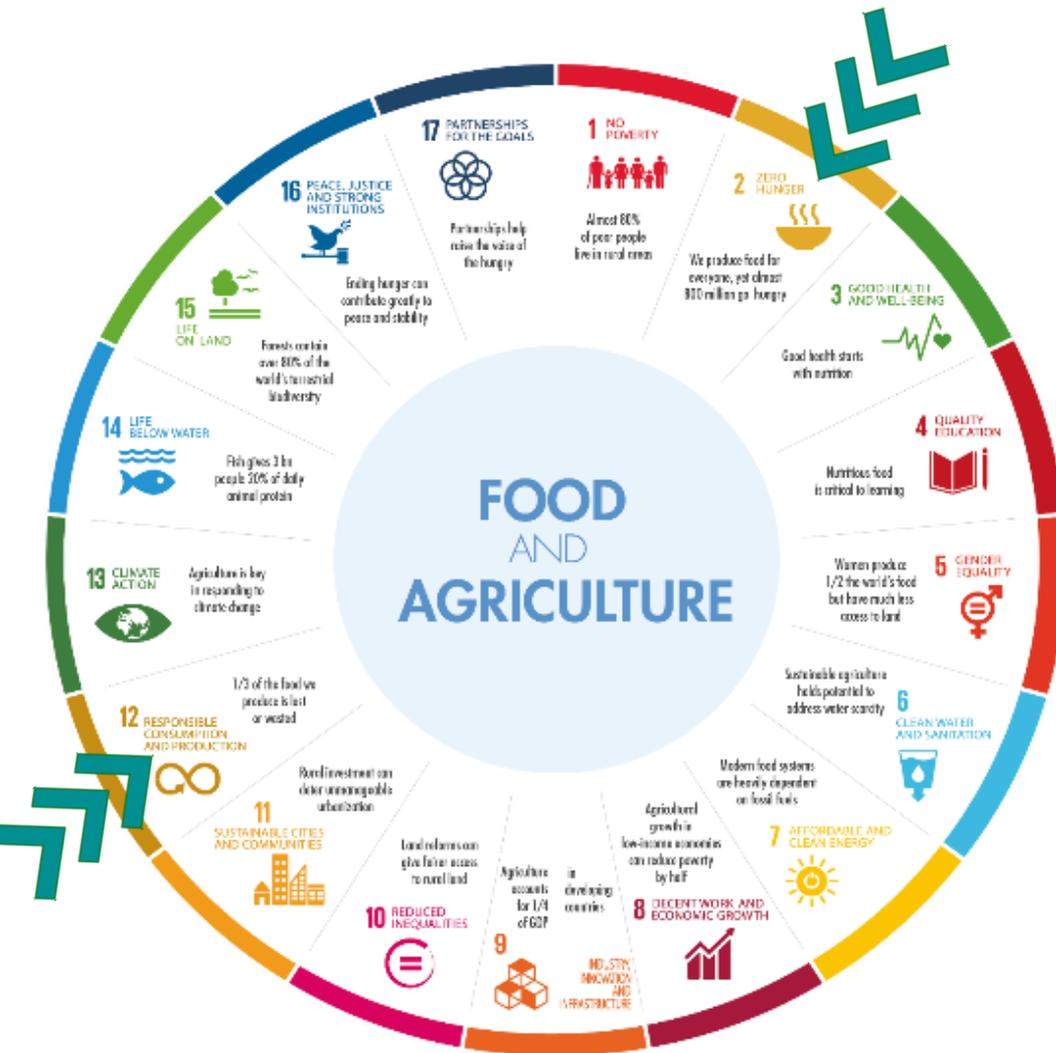 FOOD
AND
AGRICULTURE
1 NO
POVERTY
Almost 80%
of poor people
live in rural areas
2 ZERO
HUNGER
We produce food for
everyone, yet almost
800 million go hungry
3 GOOD HEALTH
AND WELL-BEING
Good health starts
with nutrition
4 QUALITY
EDUCATION
Nutritious food
is critical to learning
5 GENDER
EQUALITY
Women produce
1/2 the world's food
but have much less
access to land
6
CLEAN WATER
AND SANITATION
Sustainable agriculture
holds potential to
address water scarcity
7 AFFORDABLE AND
CLEAN ENERGY
Modern food systems
are heavily dependent
on fossil fuels
8 DECENT WORK AND
ECONOMIC GROWTH
Agricultural
growth in
low-income economies
can reduce poverty
by half
9
INDUSTRY,
INNOVATION
AND
INFRASTRUCTURE
Agriculture
accounts
for 1/4
of GDP
in
developing
countries
10 REDUCED
INEQUALITIES
Land reforms can
give fairer access
to rural land
11
SUSTAINABLE CITIES
AND COMMUNITIES
Rural investment can
deter unmanageable
urbanization
12 RESPONSIBLE
CONSUMPTION
AND PRODUCTION
1/3 of the food we
produce is lost
or wasted
13 CLIMATE
ACTION
Agriculture is key
in responding to
climate change
14 LIFE
BELOW WATER
Fish gives 3 bn
people 20% of daily
animal protein
15
LIFE
ON LAND
Forests contain
over 80% of the
world's terrestrial
biodiversity
16 PEACE, JUSTICE
AND STRONG
INSTITUTIONS
Ending hunger can
contribute greatly to
peace and stability
17 PARTNERSHIPS
FOR THE GOALS
Partnerships help
raise the voice of
the hungry